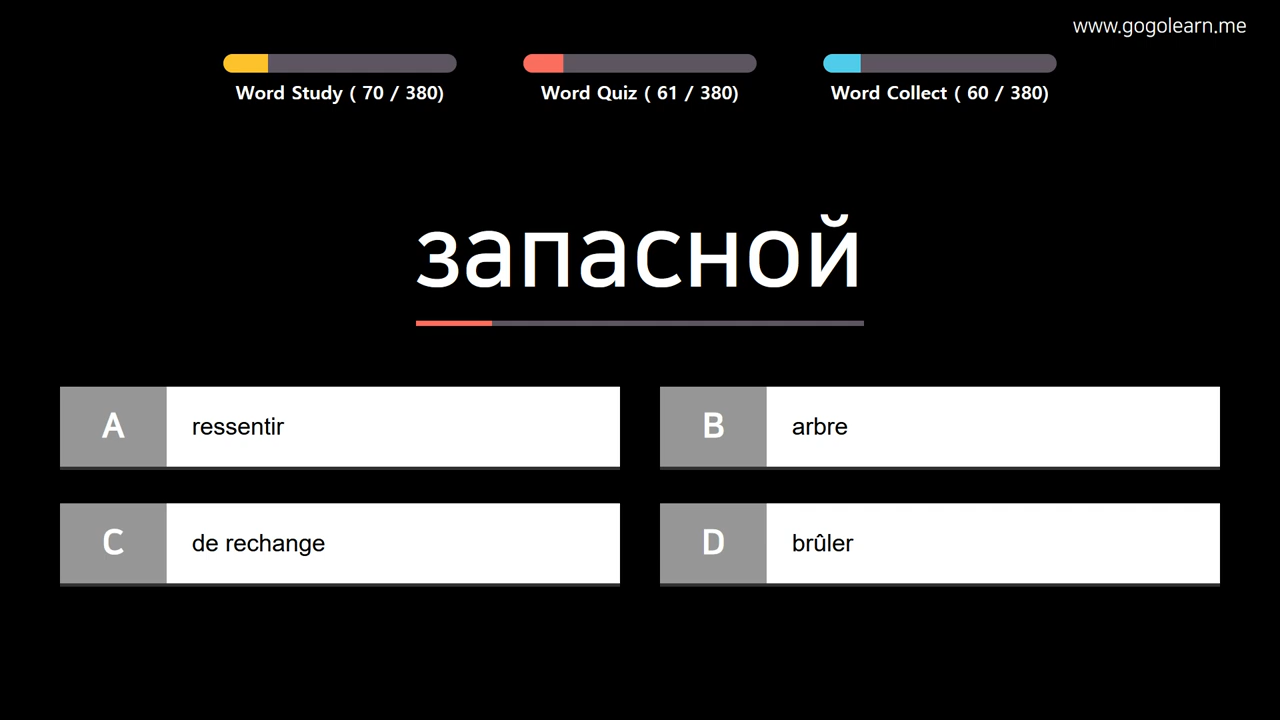 www.gogolearn.me
Word Study ( 70 / 380)
Word Quiz ( 61 / 380)
Word Collect ( 60 / 380)
запасной
A ressentir
B arbre
C de rechange
D brûler